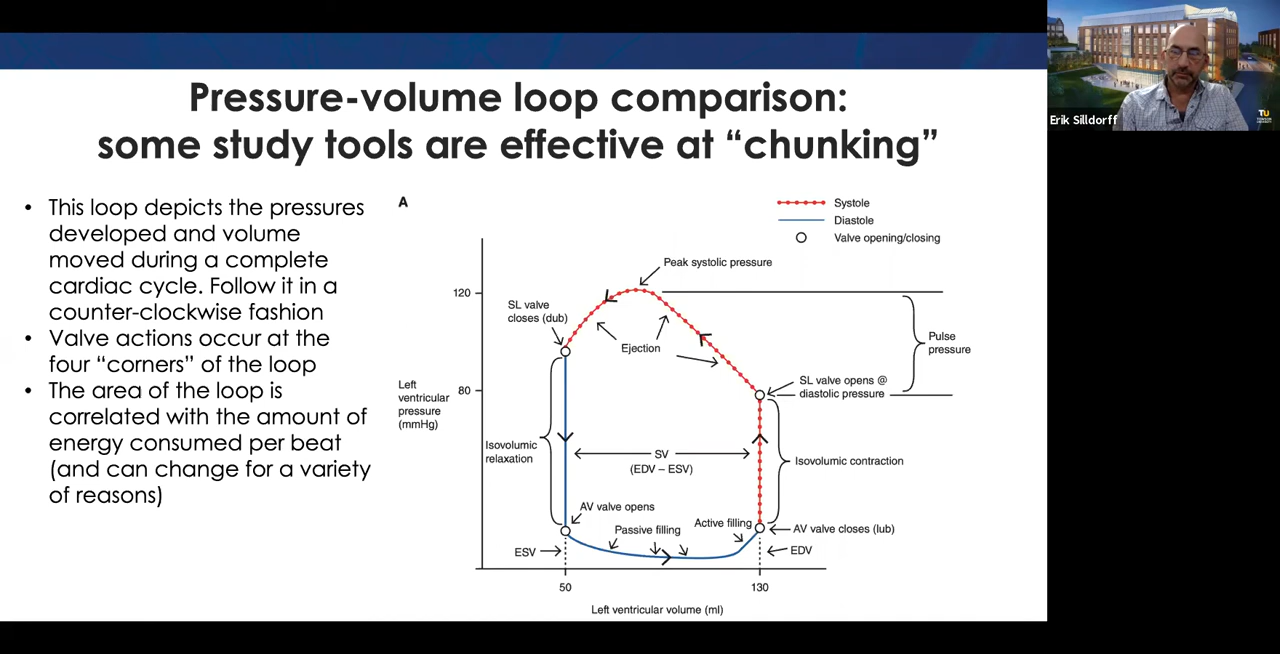 Pressure-volume loop comparison:
some study tools are effective at “chunking”
• This loop depicts the pressures
developed and volume
moved during a complete
cardiac cycle. Follow it in a
counter-clockwise fashion
• Valve actions occur at the
four “corners” of the loop
• The area of the loop is
correlated with the amount of
energy consumed per beat
(and can change for a variety
of reasons)
A
Systole
Diastole
Valve opening/closing
Peak systolic pressure
120
SL valve
closes (dub)
Ejection
Pulse
pressure
Left
ventricular
pressure
(mmHg)
80
SL valve opens @
diastolic pressure
Isovolumic
relaxation
SV
(EDV – ESV)
Isovolumic contraction
AV valve opens
Passive filling
Active filling
AV valve closes (lub)
ESV
EDV
50
130
Left ventricular volume (ml)
Erik Silldorff
TU